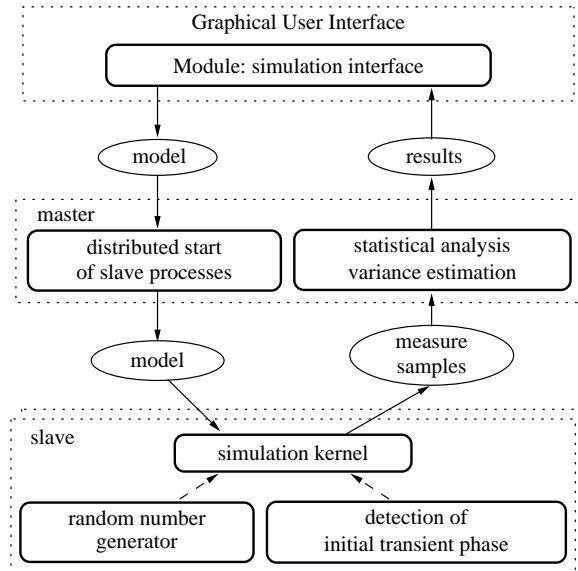 Graphical User Interface
Module: simulation interface
model
results
master
distributed start
of slave processes
statistical analysis
variance estimation
model
measure
samples
slave
simulation kernel
random number
generator
detection of
initial transient phase